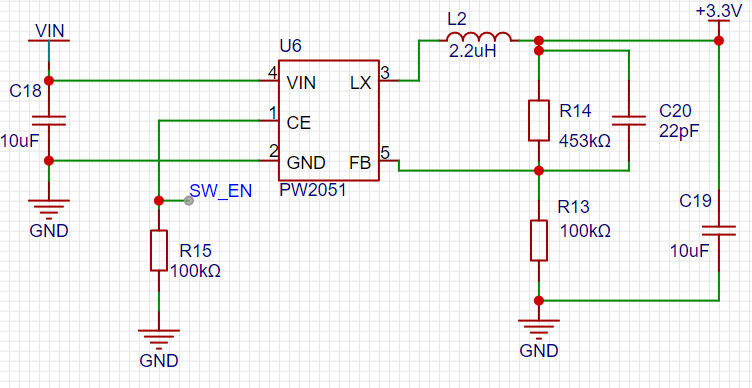 VIN
C18
10uF
GND
U6
4
VIN
LX
3
1
CE
2
GND
FB
5
PW2051
SW_EN
R15
100kΩ
GND
L2
2.2uH
+3.3V
R14
453kΩ
C20
22pF
R13
100kΩ
C19
10uF
GND